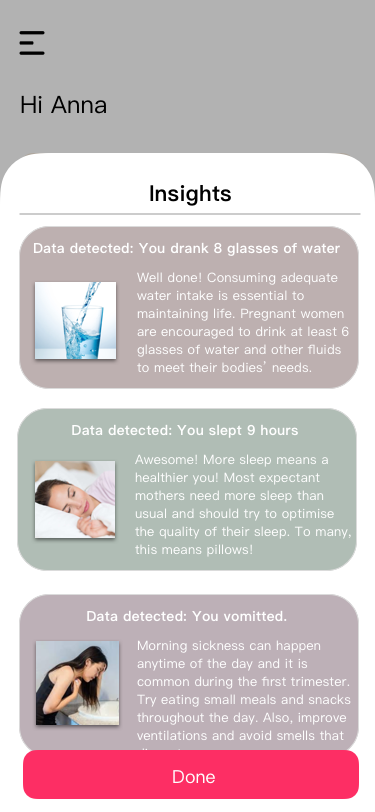 Hi Anna
Insights
Data detected: You drank 8 glasses of water
Well done! Consuming adequate
water intake is essential to
maintaining life. Pregnant women
are encouraged to drink at least 6
glasses of water and other fluids
to meet their bodies' needs.
Data detected: You slept 9 hours
Awesome! More sleep means a
healthier you! Most expectant
mothers need more sleep than
usual and should try to optimise
the quality of their sleep. To many,
this means pillows!
Data detected: You vomitted.
Morning sickness can happen
anytime of the day and it is
common during the first trimester.
Try eating small meals and snacks
throughout the day. Also, improve
ventilations and avoid smells that
Done